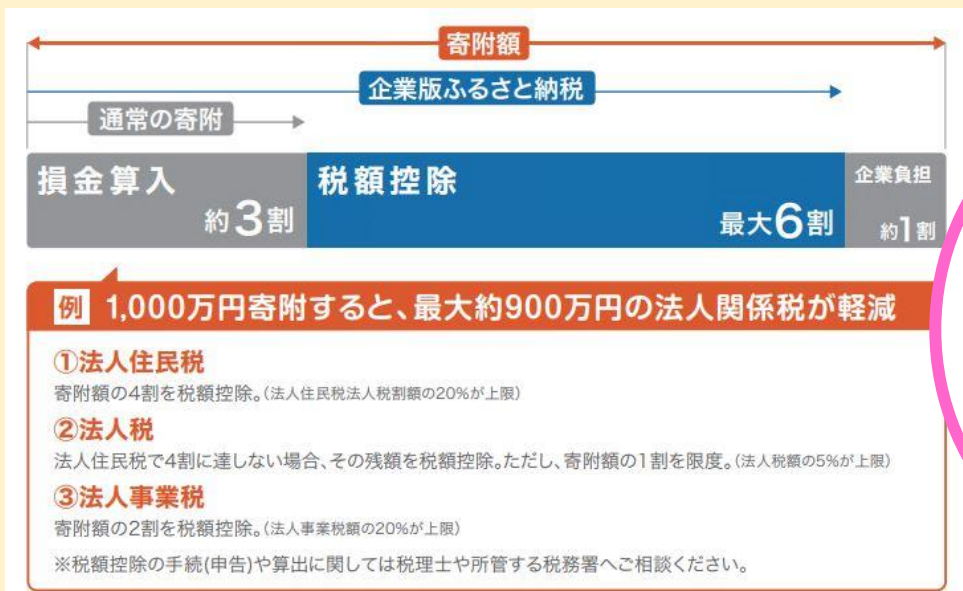 寄附額
企業版ふるさと納税
通常の寄附
損金算入
約3割
税額控除
最大6割
企業負担
約1割
例 1,000万円寄附すると、最大約900万円の法人関係税が軽減
①法人住民税
寄附額の4割を税額控除。(法人住民税法人税割額の20%が上限)
②法人税
法人住民税で4割に達しない場合、その残額を税額控除。ただし、寄附額の1割を限度。(法人税額の5%が上限)
③法人事業税
寄附額の2割を税額控除。(法人事業税額の20%が上限)
※税額控除の手続(申告)や算出に関しては税理士や所管する税務署へご相談ください。